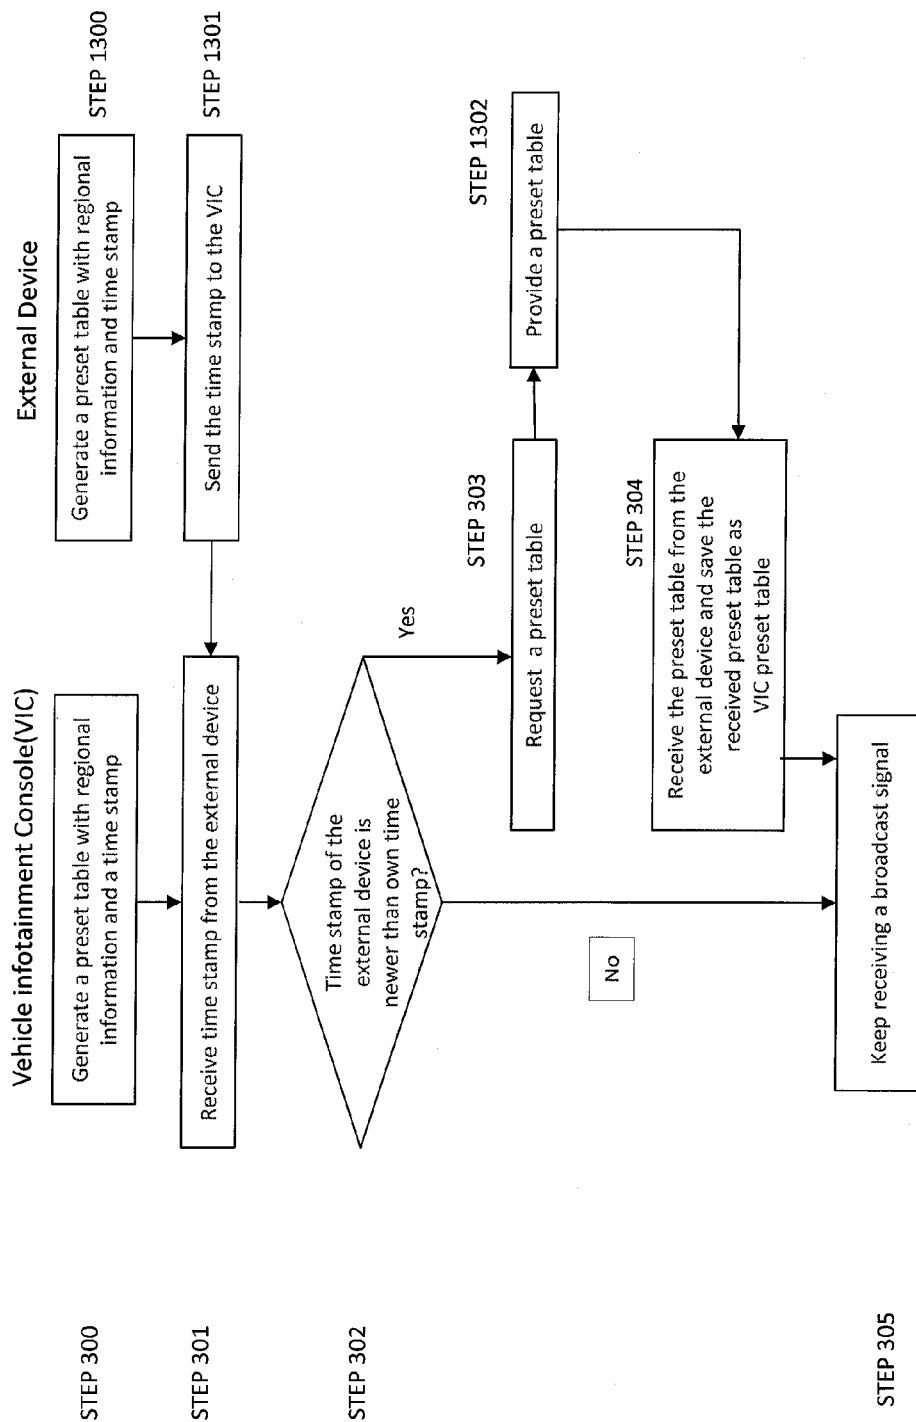 Vehicle infotainment Console(VIC)
External Device
STEP 300
Generate a preset table with regional
information and a time stamp
Generate a preset table with regional
information and time stamp
STEP 1300
STEP 301
Receive time stamp from the external device
Send the time stamp to the VIC
STEP 1301
STEP 302
Time stamp of the
external device is
newer than own time
stamp?
Yes
STEP 303
Request a preset table
STEP 1302
Provide a preset table
No
STEP 304
Receive the preset table from the
external device and save the
received preset table as
VIC preset table
STEP 305
Keep receiving a broadcast signal